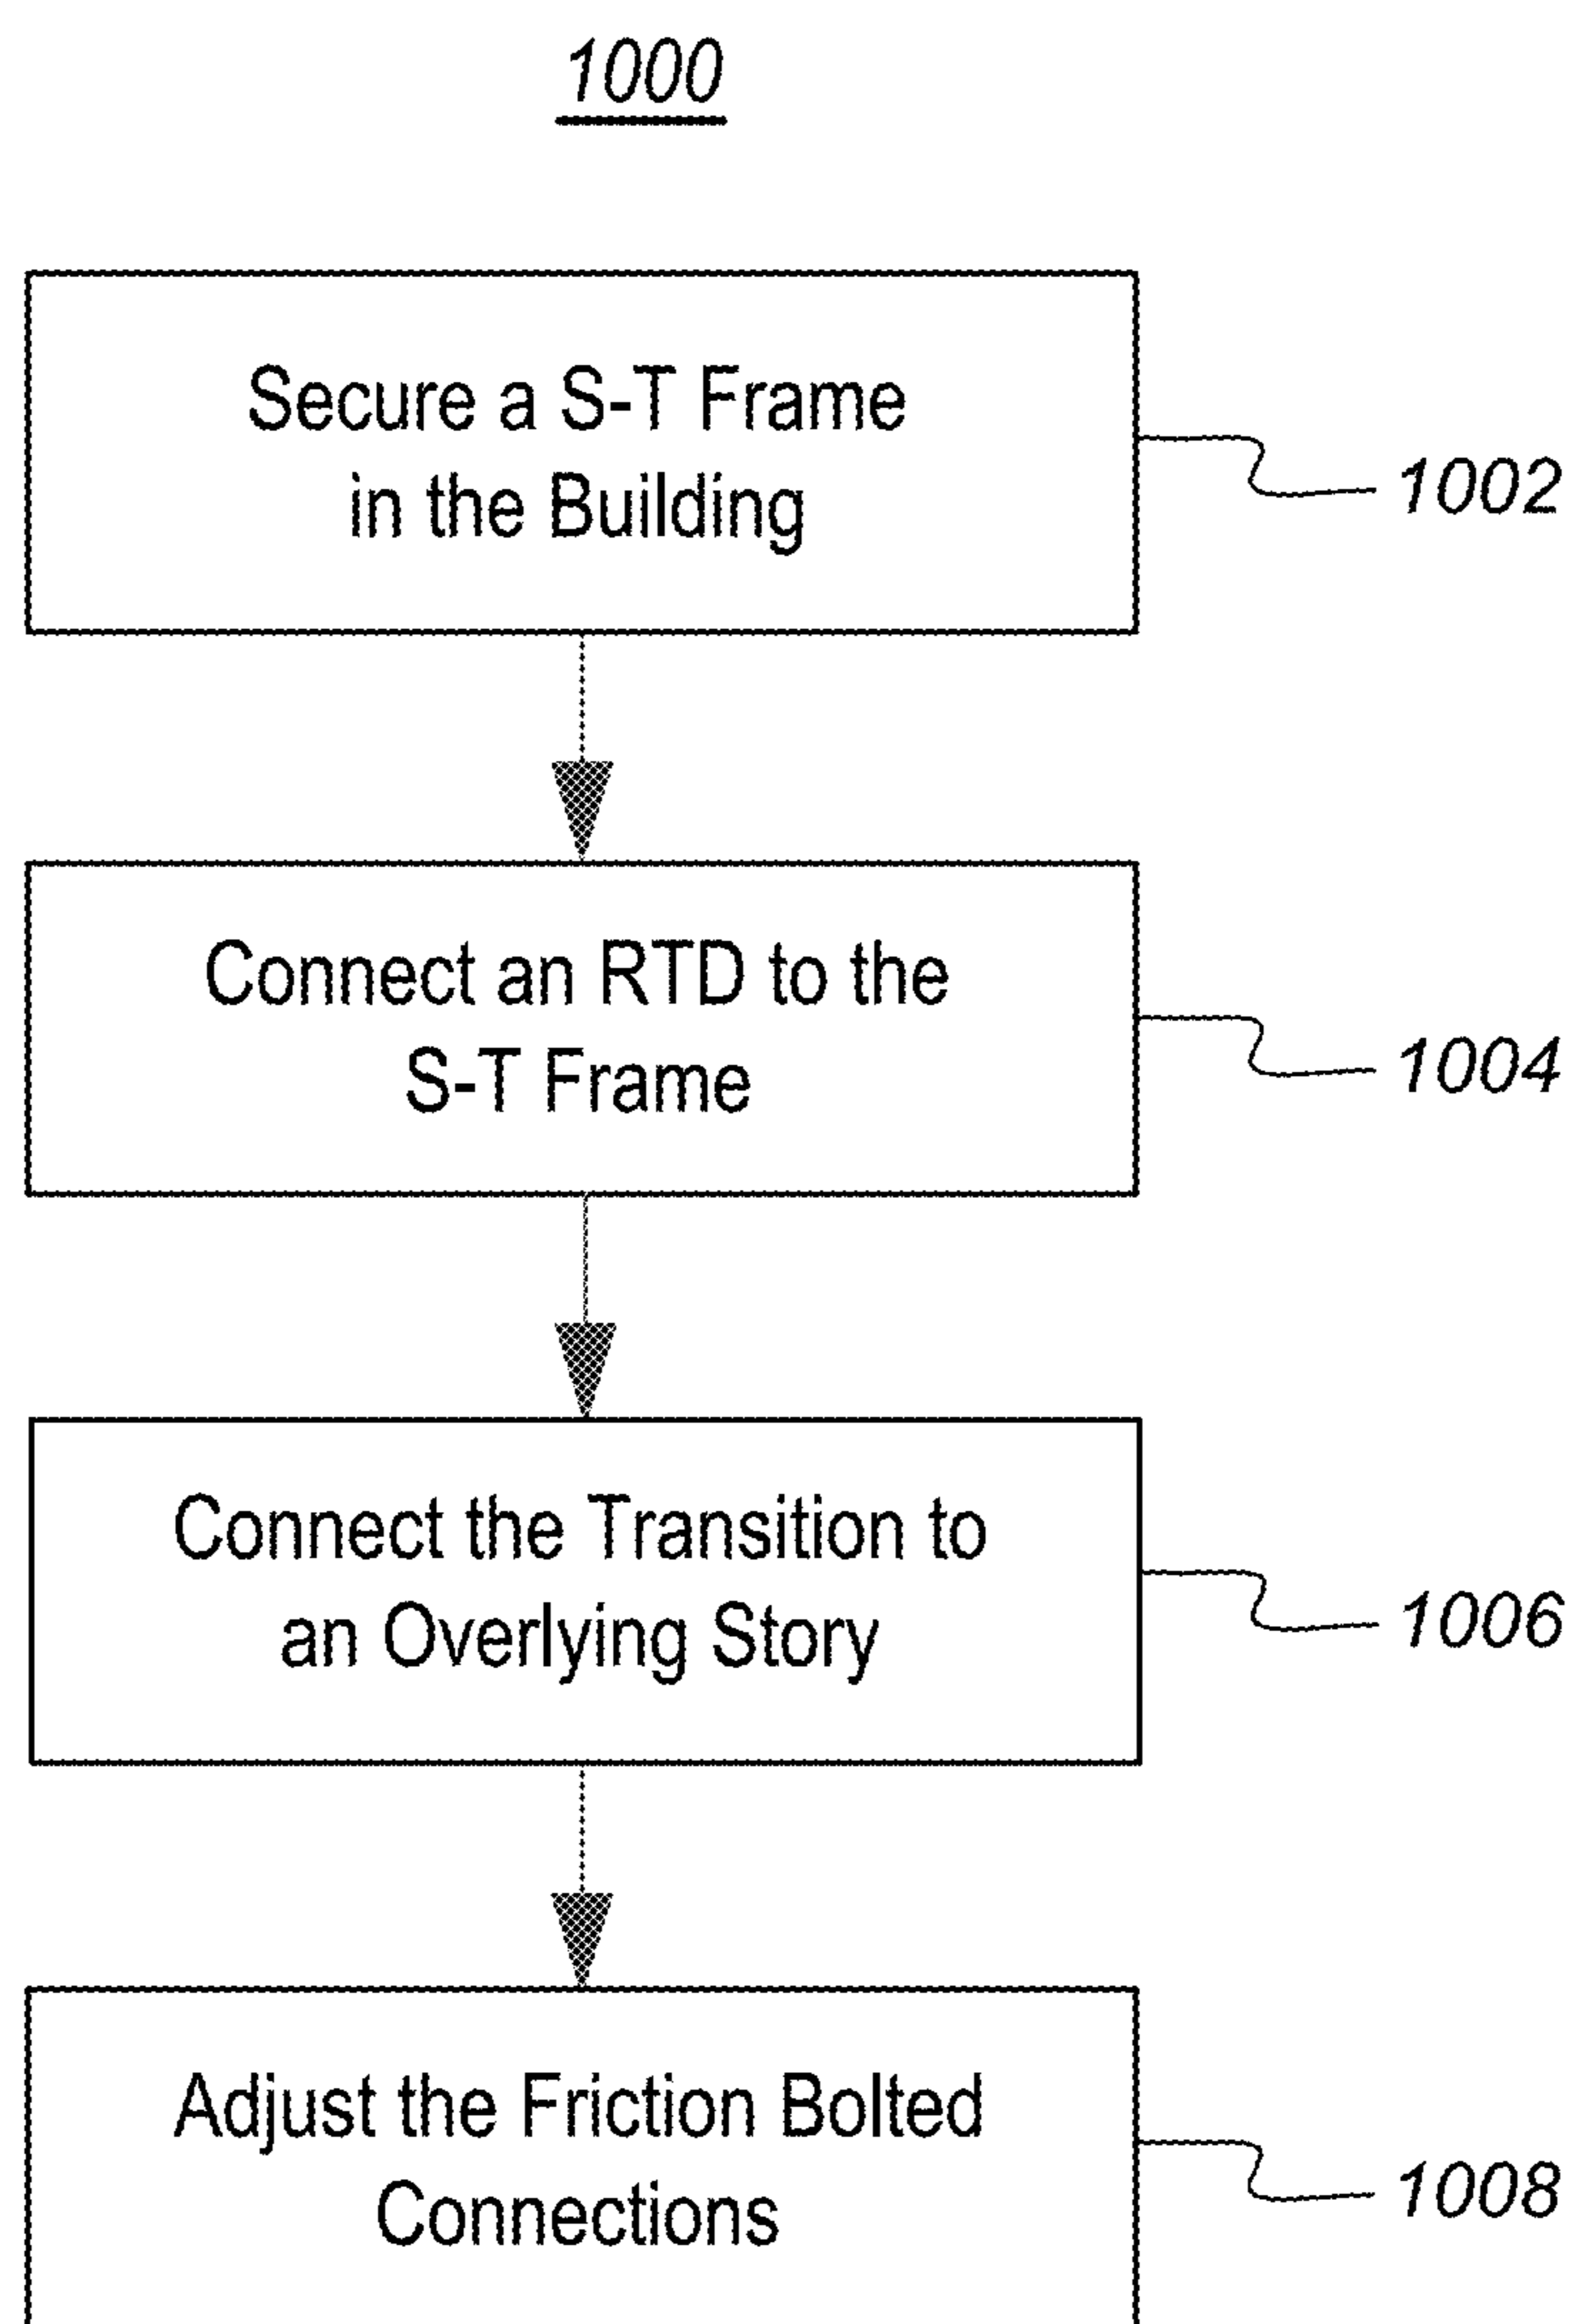 1000
Secure a S-T Frame
in the Building
1002
Connect an RTD to the
S-T Frame
1004
Connect the Transition to
an Overlying Story
1006
Adjust the Friction Bolted
Connections
1008